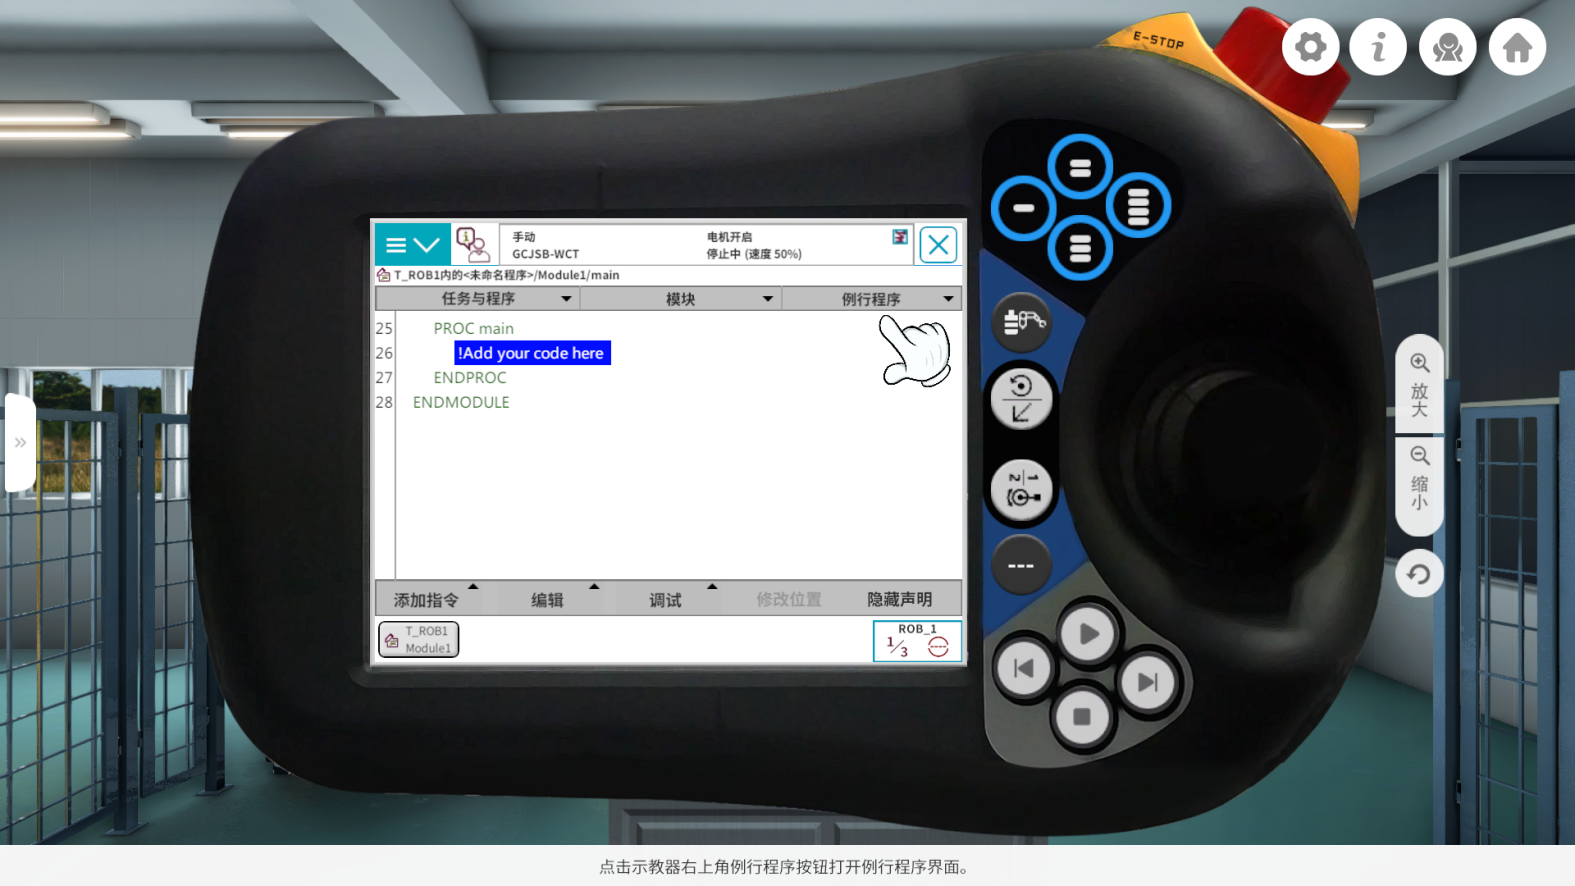 E-STOP
手动
GCJSB-WCT
电机开启
停止中 (速度 50%)
T_ROB1内的<未命名程序>/Module1/main
任务与程序
模块
例行程序
25 PROC main
26 !Add your code here
27 ENDPROC
28 ENDMODULE
添加指令
编辑
调试
修改位置
隐藏声明
T_ROB1
Module1
ROB_1
1/3
放大
缩小
点击示教器右上角例行程序按钮打开例行程序界面。